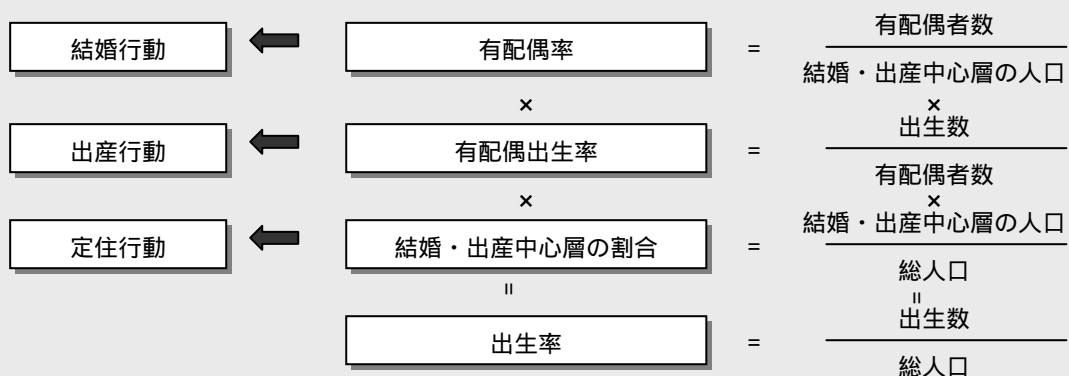 結婚行動 有配偶率 = 有配偶者数
結婚・出産中心層の人口
× ×
出産行動 有配偶出生率 = 出生数
有配偶者数
× ×
定住行動 結婚・出産中心層の割合 = 結婚・出産中心層の人口
総人口
= =
出生率 = 出生数
総人口